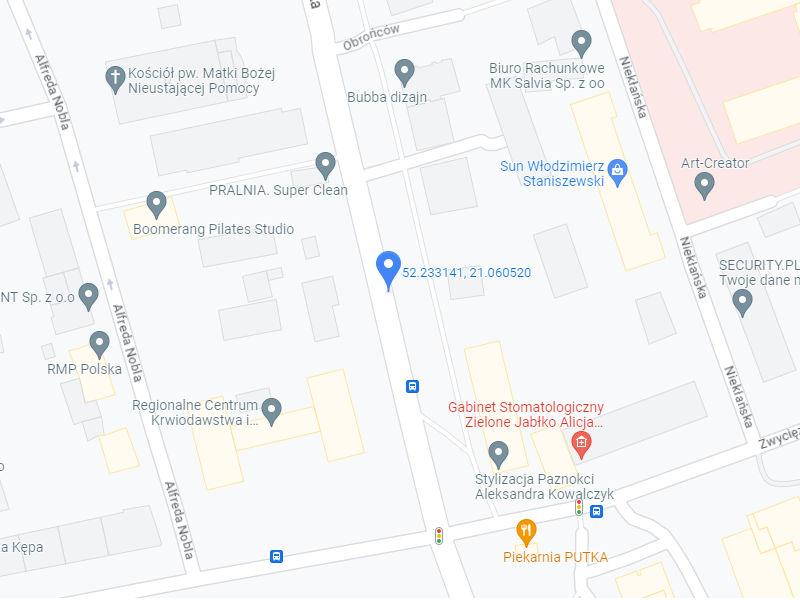 Obrońców
Alfreda Nobla
Kościół pw. Matki Bożej
Nieustającej Pomocy
Bubba dizajn
Biuro Rachunkowe
MK Salvia Sp. z oo
Niekłańska
Sun Włodzimierz
Staniszewski
Art-Creator
PRALNIA. Super Clean
Boomerang Pilates Studio
52.233141, 21.060520
Niekłańska
SECURITY.PL
Twoje dane
NT Sp. z o.o
Alfreda Nobla
RMP Polska
Niekłańska
Regionalne Centrum
Krwiodawstwa i...
Gabinet Stomatologiczny
Zielone Jabłko Alicja...
Zwycięz
Stylizacja Paznokci
Aleksandra Kowalczyk
Alfreda Nobla
a Kępa
Piekarnia PUTKA